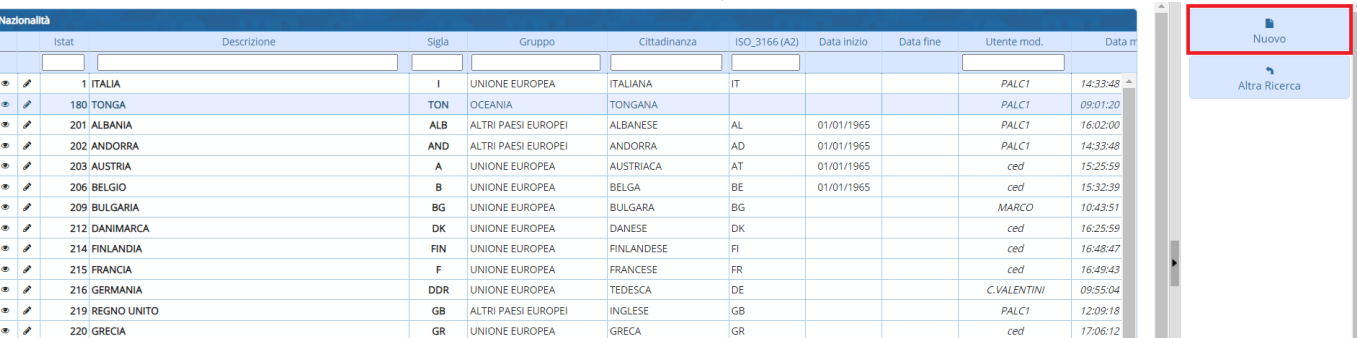 Nazionalità
Istat Descrizione Sigla Gruppo Cittadinanza ISO_3166 (A2) Data inizio Data fine Utente mod. Data m
1 ITALIA I UNIONE EUROPEA ITALIANA IT PALC1 14:33:48
180 TONGA TON OCEANIA TONGANA PALC1 09:01:20
201 ALBANIA ALB ALTRI PAESI EUROPEI ALBANESE AL 01/01/1965 PALC1 16:02:00
202 ANDORRA AND ALTRI PAESI EUROPEI ANDORRA AD 01/01/1965 PALC1 14:33:48
203 AUSTRIA A UNIONE EUROPEA AUSTRIACA AT 01/01/1965 ced 15:25:59
206 BELGIO B UNIONE EUROPEA BELGA BE 01/01/1965 ced 15:32:39
209 BULGARIA BG UNIONE EUROPEA BULGARA BG MARCO 10:43:51
212 DANIMARCA DK UNIONE EUROPEA DANESE DK ced 16:25:59
214 FINLANDIA FIN UNIONE EUROPEA FINLANDESE FI ced 16:48:47
215 FRANCIA F UNIONE EUROPEA FRANCESE FR ced 16:49:43
216 GERMANIA DDR UNIONE EUROPEA TEDESCA DE C.VALENTINI 09:55:04
219 REGNO UNITO GB ALTRI PAESI EUROPEI INGLESE GB PALC1 12:09:18
220 GRECIA GR UNIONE EUROPEA GRECA GR ced 17:06:12
Nuovo
Altra Ricerca